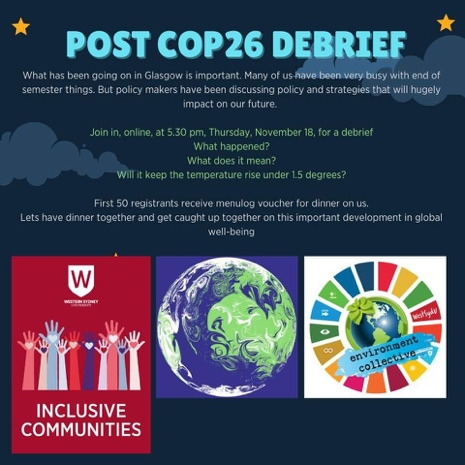 POST COP26 DEBRIEF
What has been going on in Glasgow is important. Many of us have been very busy with end of
semester things. But policy makers have been discussing policy and strategies that will hugely
impact on our future.
Join in, online, at 5.30 pm, Thursday, November 18, for a debrief
What happened?
What does it mean?
Will it keep the temperature rise under 1.5 degrees?
First 50 registrants receive menulog voucher for dinner on us.
Lets have dinner together and get caught up together on this important development in global
well-being
W
WESTERN SYDNEY
UNIVERSITY
INCLUSIVE
COMMUNITIES
WestSyd
environment
collective